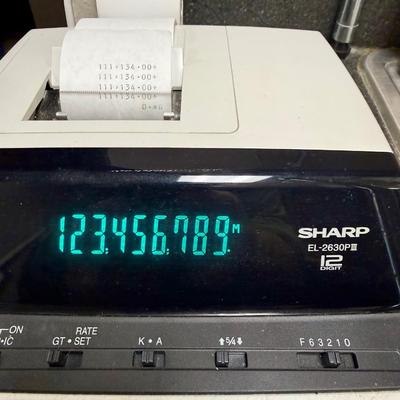 111,134.00+
111,134.00+
111,134.00+
111,134.00+
123,456,789.
M
SHARP
EL-2630PIII
12
DIGIT
ON
•IC
RATE
GT•SET
K•A
⬆5/4⬇
F 6 3 2 1 0